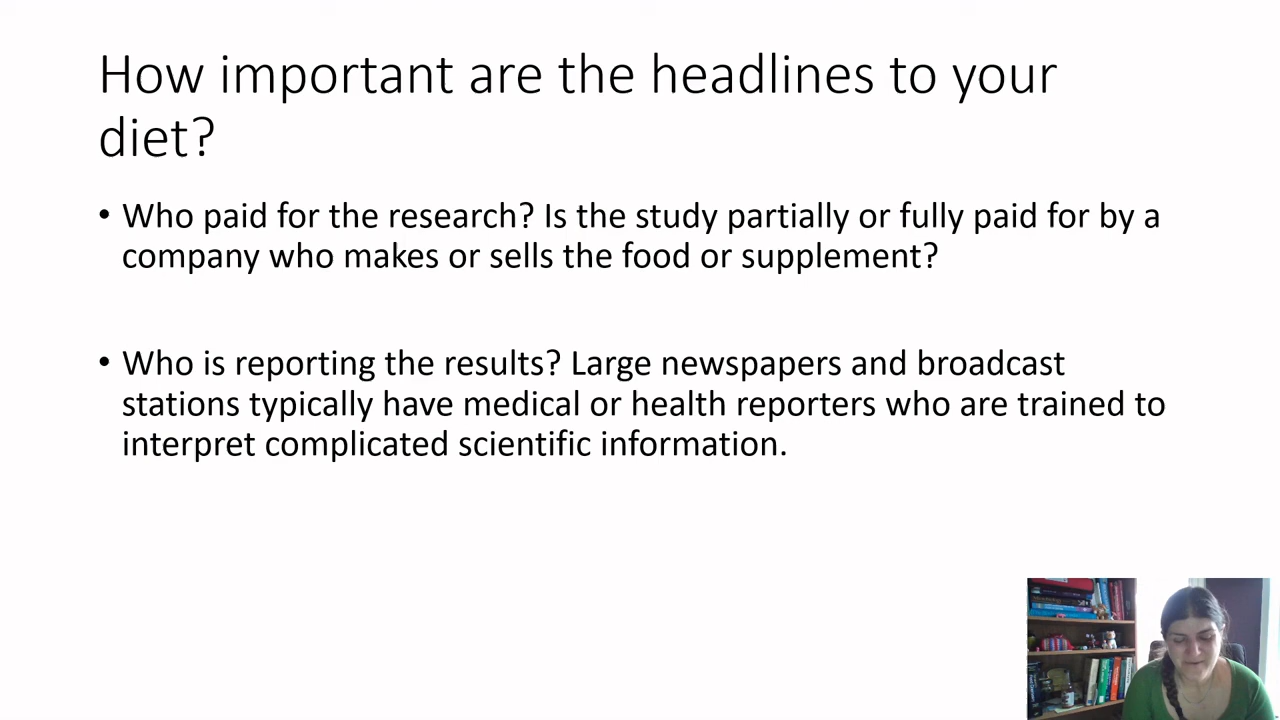 How important are the headlines to your
diet?
• Who paid for the research? Is the study partially or fully paid for by a
company who makes or sells the food or supplement?
• Who is reporting the results? Large newspapers and broadcast
stations typically have medical or health reporters who are trained to
interpret complicated scientific information.